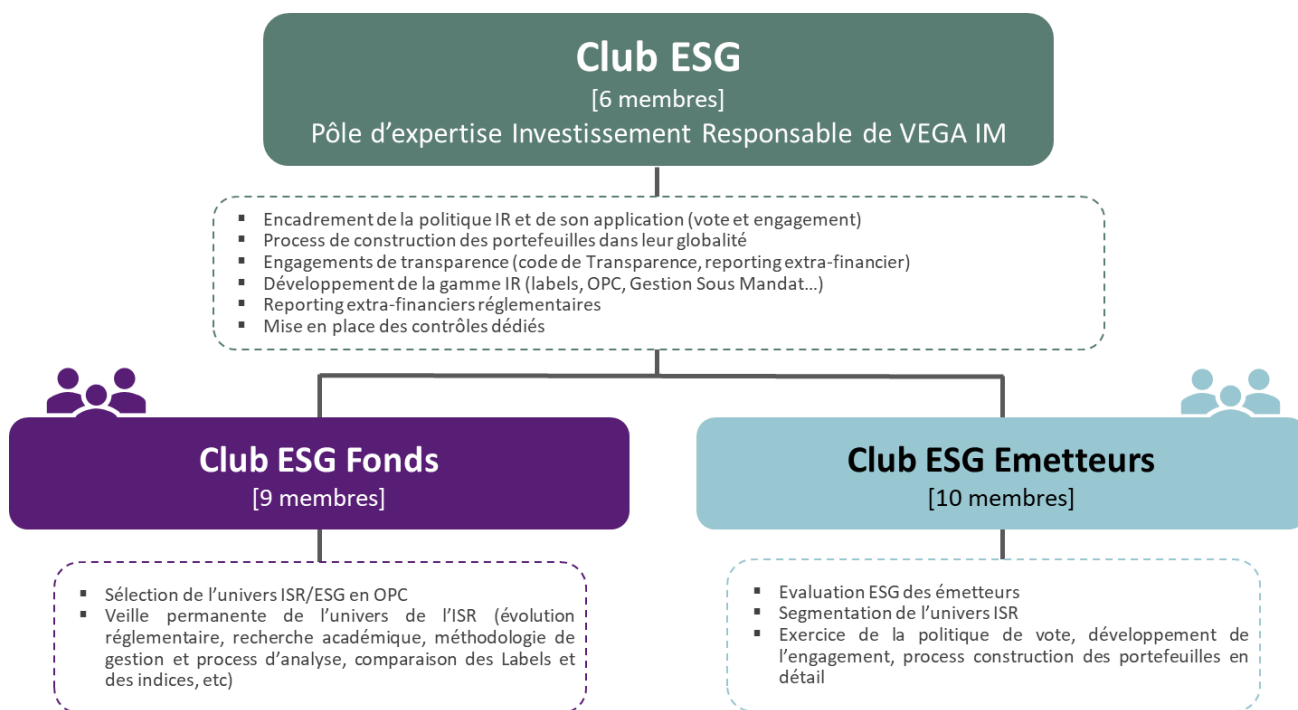 Club ESG
[6 membres]
Pôle d'expertise Investissement Responsable de VEGA IM
▪ Encadrement de la politique IR et de son application (vote et engagement)
▪ Process de construction des portefeuilles dans leur globalité
▪ Engagements de transparence (code de Transparence, reporting extra-financier)
▪ Développement de la gamme IR (labels, OPC, Gestion Sous Mandat…)
▪ Reporting extra-financiers réglementaires
▪ Mise en place des contrôles dédiés
Club ESG Fonds
[9 membres]
▪ Sélection de l'univers ISR/ESG en OPC
▪ Veille permanente de l'univers de l'ISR (évolution
réglementaire, recherche académique, méthodologie de
gestion et process d'analyse, comparaison des Labels et
des indices, etc)
Club ESG Emetteurs
[10 membres]
▪ Evaluation ESG des émetteurs
▪ Segmentation de l'univers ISR
▪ Exercice de la politique de vote, développement de
l'engagement, process construction des portefeuilles en
détail